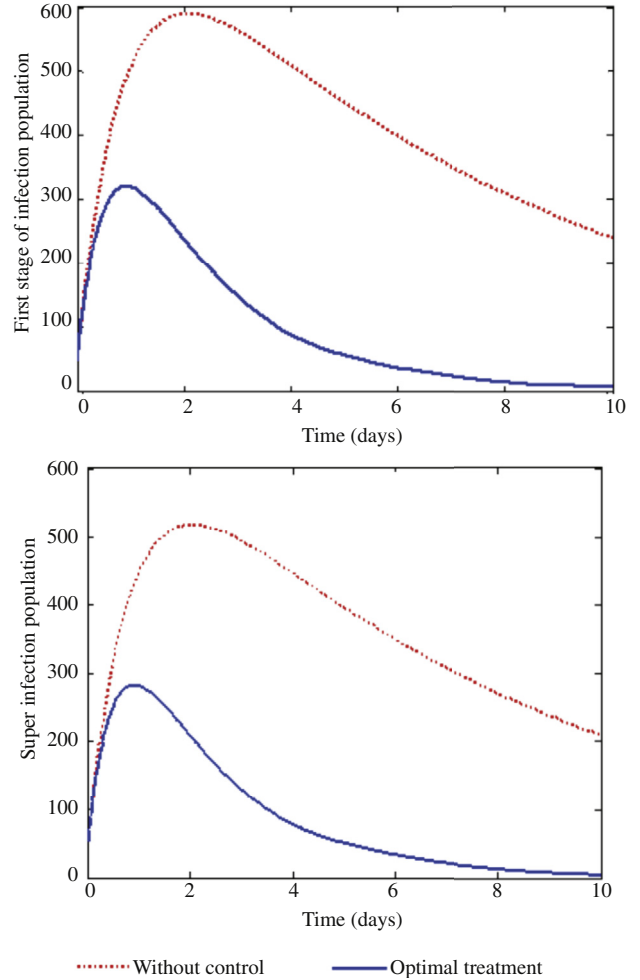 First stage of infection population
600
500
400
300
200
100
0
0 2 4 6 8 10
Time (days)
Super infection population
600
500
400
300
200
100
0
0 2 4 6 8 10
Time (days)
Without control
Optimal treatment